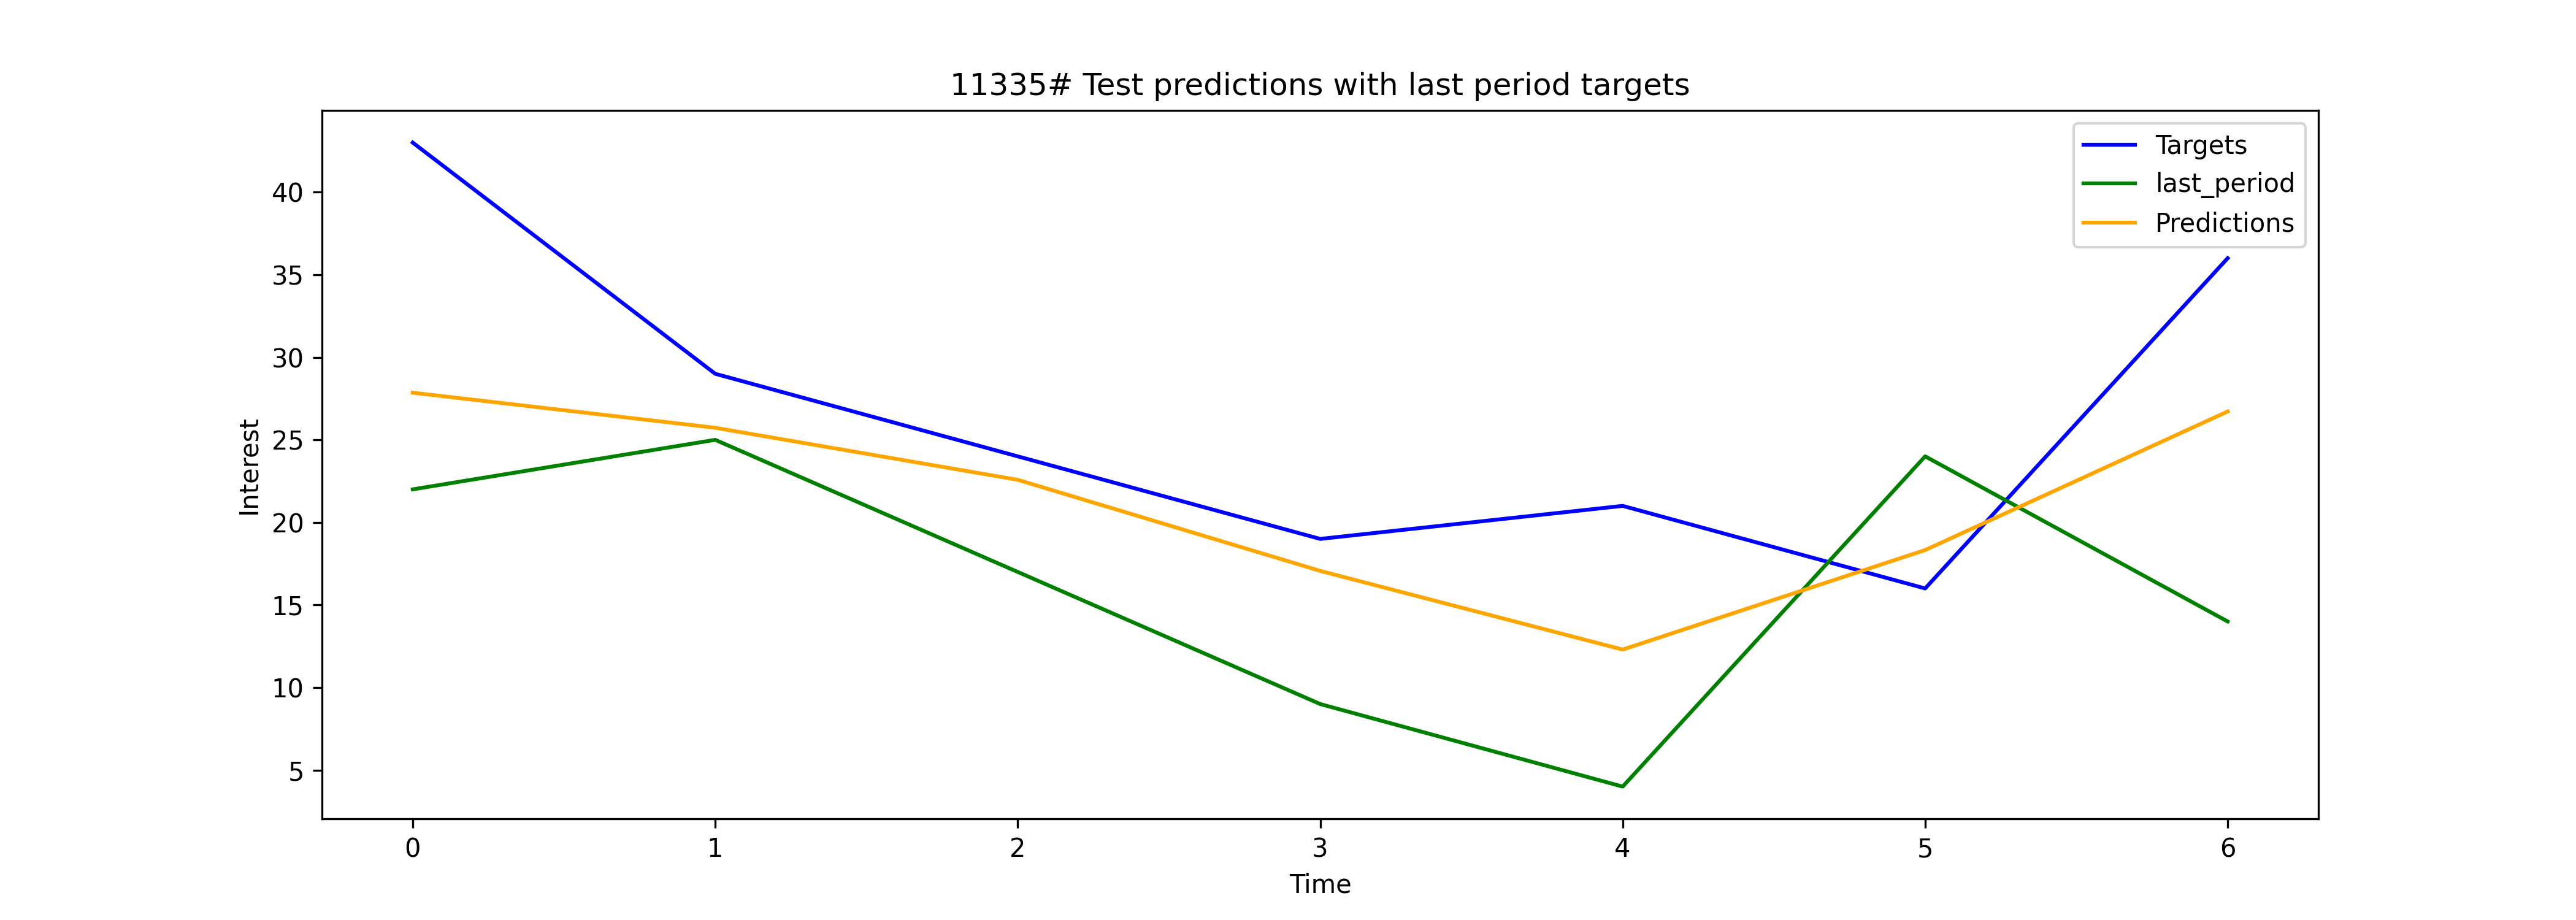 11335# Test predictions with last period targets
Targets
last_period
Predictions
Interest
40
35
30
25
20
15
10
5
0 1 2 3 4 5 6
Time